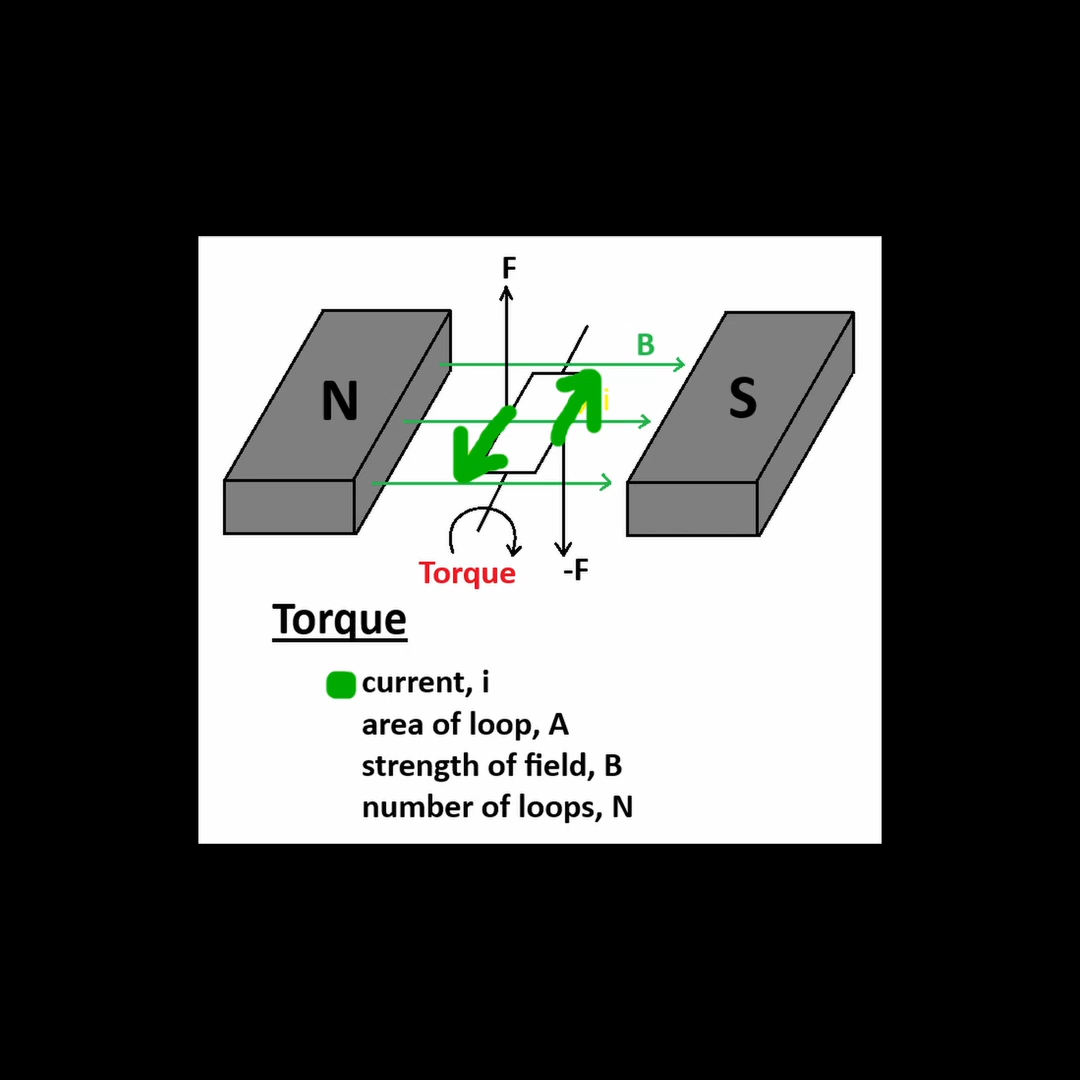 F
B
N
S
i
Torque
-F
Torque
current, i
area of loop, A
strength of field, B
number of loops, N